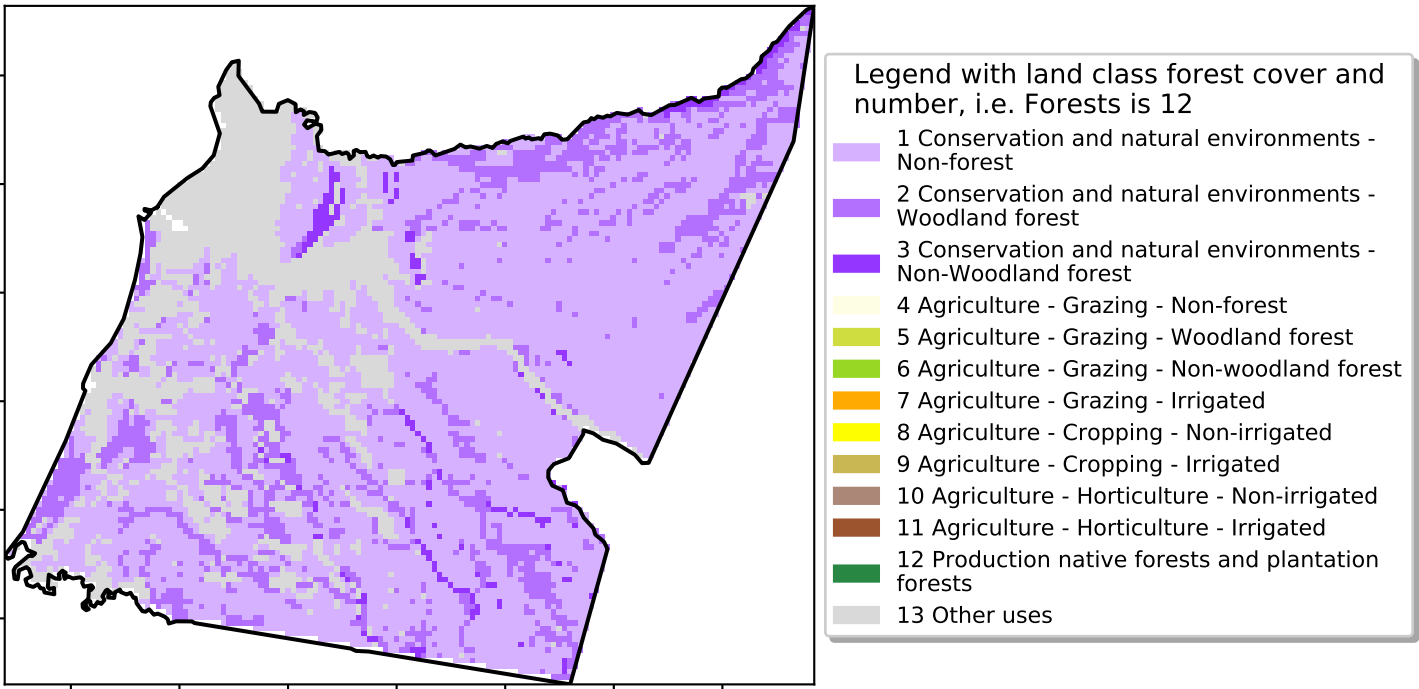 Legend with land class forest cover and
number, i.e. Forests is 12
1 Conservation and natural environments -
Non-forest
2 Conservation and natural environments -
Woodland forest
3 Conservation and natural environments -
Non-Woodland forest
4 Agriculture - Grazing - Non-forest
5 Agriculture - Grazing - Woodland forest
6 Agriculture - Grazing - Non-woodland forest
7 Agriculture - Grazing - Irrigated
8 Agriculture - Cropping - Non-irrigated
9 Agriculture - Cropping - Irrigated
10 Agriculture - Horticulture - Non-irrigated
11 Agriculture - Horticulture - Irrigated
12 Production native forests and plantation
forests
13 Other uses